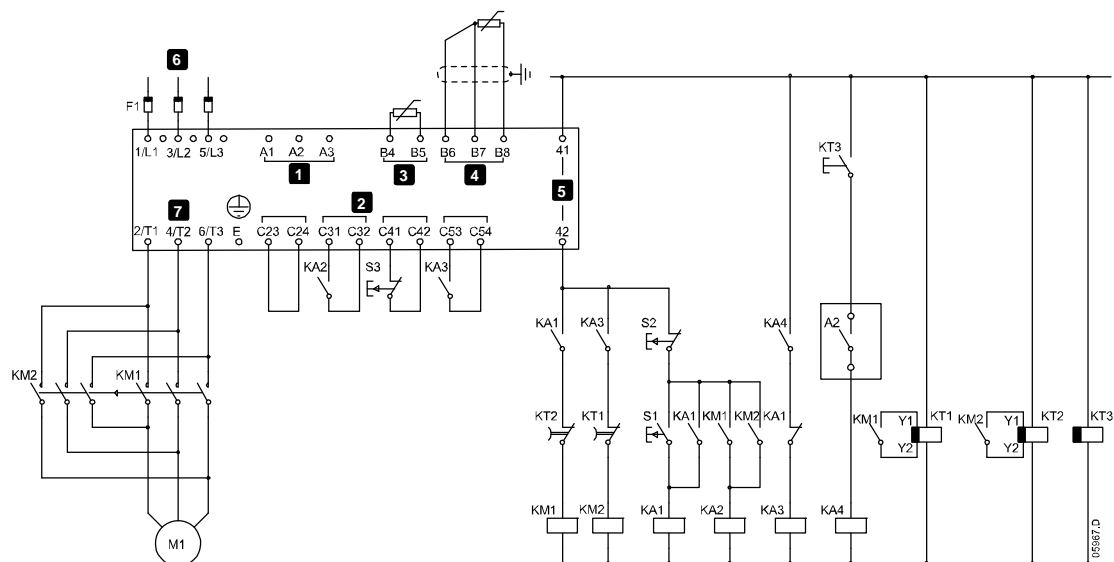 6
F1
1/L1 3/L2 5/L3 A1 A2 A3 B4 B5 B6 B7 B8 41
1 3 4 5
KT3
7 2
2/T1 4/T2 6/T3 E C23 C24 C31 C32 C41 C42 C53 C54 42
KA2 S3 KA3
KA1 KA3 S2 KA4 A2
KM2 KM1
KT2 KT1 S1 KA1 KM1 KM2 KA1 KM1 Y1 KT1 KM2 Y1 KT2 KT3
Y2 Y2
KM1 KM2 KA1 KA2 KA3 KA4
M1
05967.D